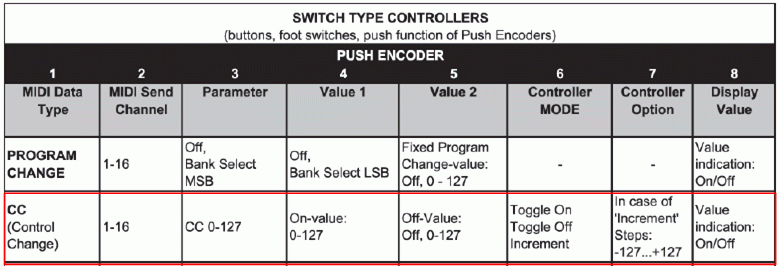 SWITCH TYPE CONTROLLERS
(buttons, foot switches, push function of Push Encoders)
PUSH ENCODER
1 2 3 4 5 6 7 8
MIDI Data Type MIDI Send Channel Parameter Value 1 Value 2 Controller MODE Controller Option Display Value
PROGRAM CHANGE 1-16 Off, Bank Select MSB Off, Bank Select LSB Fixed Program Change-value: Off, 0 - 127 - - Value indication: On/Off
CC (Control Change) 1-16 CC 0-127 On-value: 0-127 Off-Value: Off, 0-127 Toggle On Toggle Off Increment In case of 'Increment' Steps: -127...+127 Value indication: On/Off